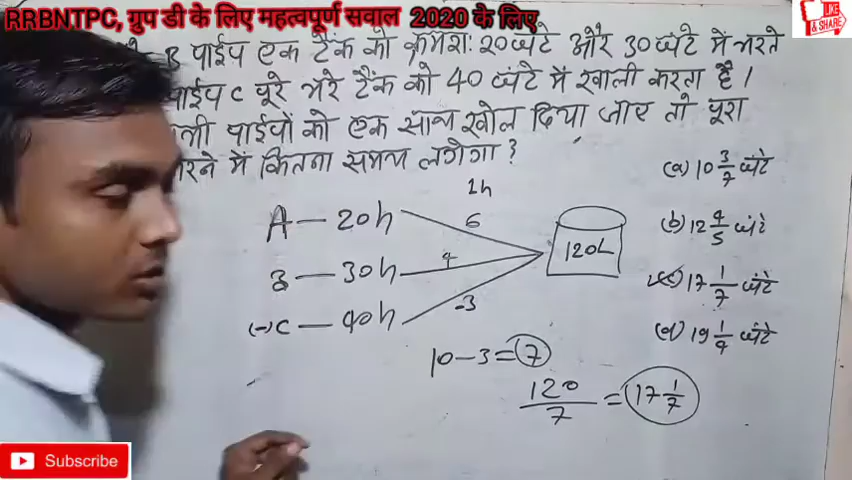 RRBNTPC, ग्रुप डी के लिए महत्वपूर्ण सवाल 2020 के लिए
LIKE & SHARE
B पाईप एक टैंक को क्रमशः 20 घंटे और 30 घंटे में भरते
पाईप C पूरे भरे टैंक को 40 घंटे में खाली करता है।
पाईपों को एक साथ खोल दिया जाए तो पूरा
भरने में कितना समय लगेगा?
(a) 10 3/7 घंटे
1h
A — 20h
6
120L
(b) 12 4/5 घंटे
B — 30h
4
(c) 17 1/7 घंटे
(-) C — 40h
-3
(d) 19 1/4 घंटे
10-3=7
120/7 = 17 1/7
Subscribe